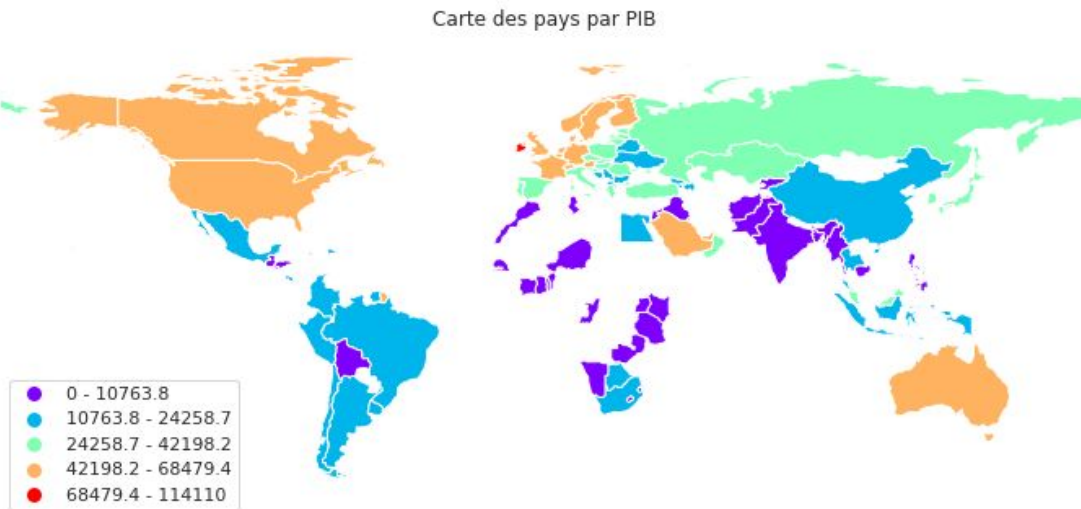 Carte des pays par PIB
0 - 10763.8
10763.8 - 24258.7
24258.7 - 42198.2
42198.2 - 68479.4
68479.4 - 114110